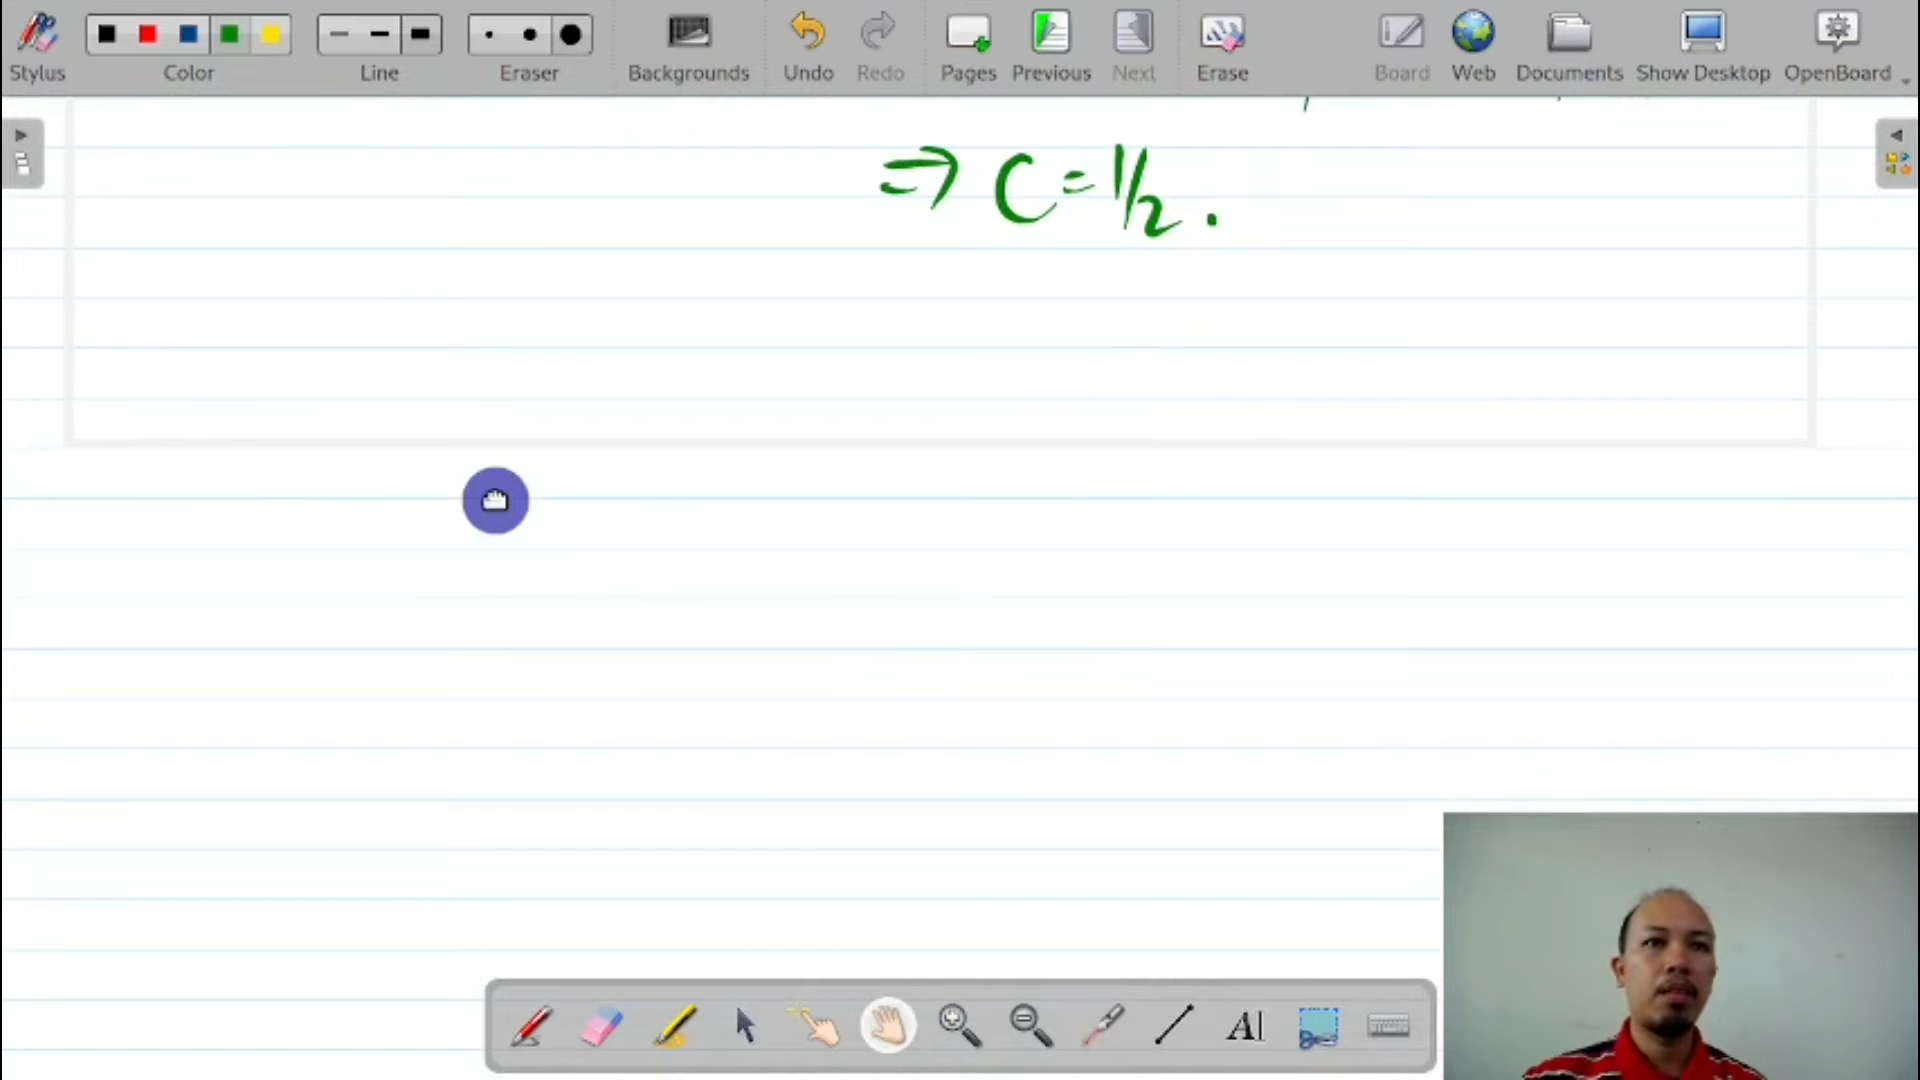 Stylus
Color
Line
Eraser
Backgrounds
Undo
Redo
Pages
Previous
Next
Erase
Board
Web
Documents
Show Desktop
OpenBoard
⇒ C = 1/2 .
AI